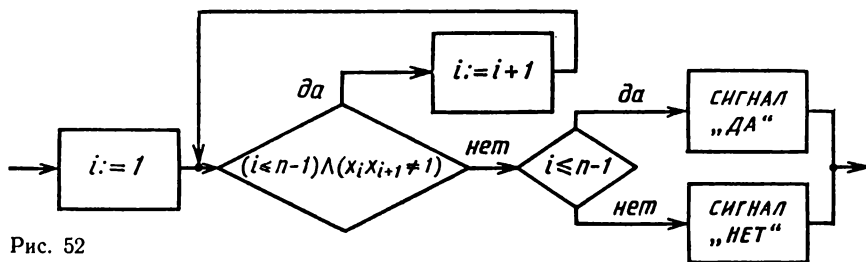 i:=i+1
да
да
СИГНАЛ
„ДА“
i:=1
(i≤n-1)∧(xᵢxᵢ₊₁≠1)
нет
i≤n-1
нет
СИГНАЛ
„НЕТ“
Рис. 52